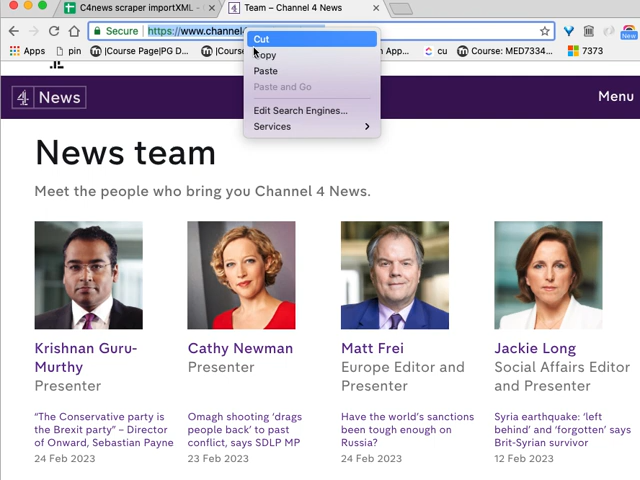 C4news scraper importXML -
Team – Channel 4 News
Secure
https://www.channel
Apps
pin
|Course Page|PG D...
|Cours
n App...
cu
Course: MED7334...
7373
New
Cut
Copy
Paste
Paste and Go
Edit Search Engines...
Services
4 News
Menu
News team
Meet the people who bring you Channel 4 News.
Krishnan Guru-
Murthy
Presenter
"The Conservative party is
the Brexit party" – Director
of Onward, Sebastian Payne
24 Feb 2023
Cathy Newman
Presenter
Omagh shooting 'drags
people back' to past
conflict, says SDLP MP
23 Feb 2023
Matt Frei
Europe Editor and
Presenter
Have the world's sanctions
been tough enough on
Russia?
24 Feb 2023
Jackie Long
Social Affairs Editor
and Presenter
Syria earthquake: 'left
behind' and 'forgotten' says
Brit-Syrian survivor
12 Feb 2023